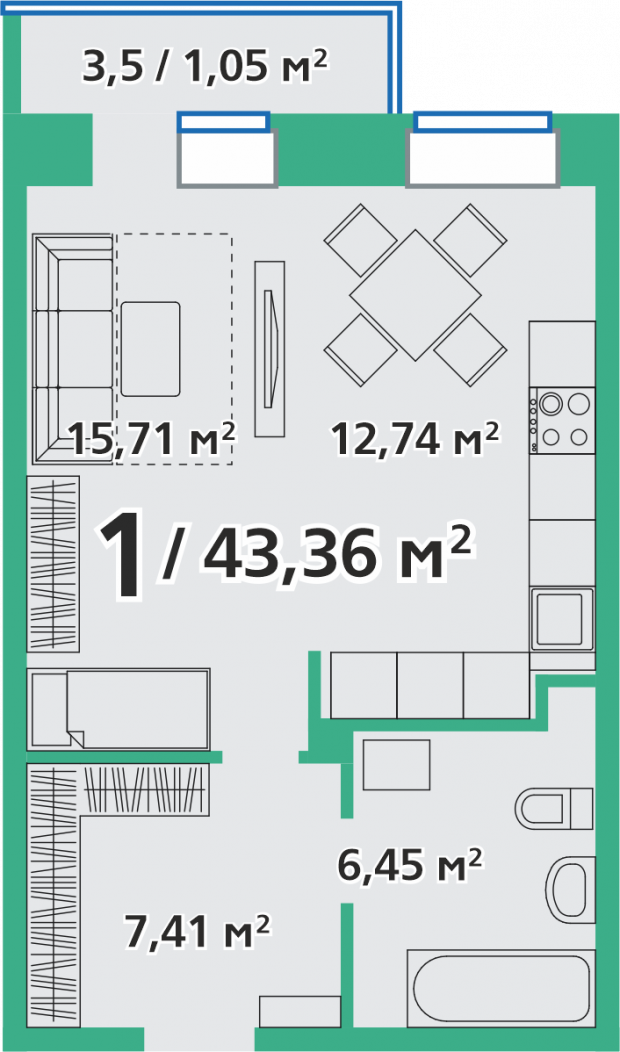 3,5 / 1,05 м²
15,71 м²
12,74 м²
1 / 43,36 м²
6,45 м²
7,41 м²